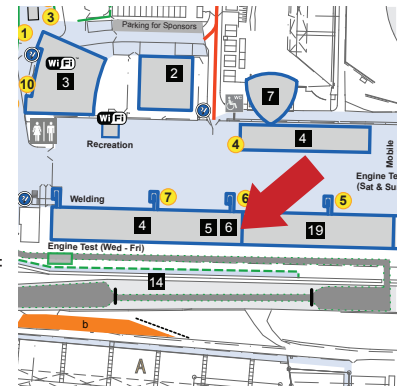 3
1
Parking for Sponsors
WiFi
3
2
10
7
WiFi
4
4
Recreation
Mobile
Engine Te
(Sat & Su
Welding
7
6
5
4
5
6
19
Engine Test (Wed - Fri)
14
b
A